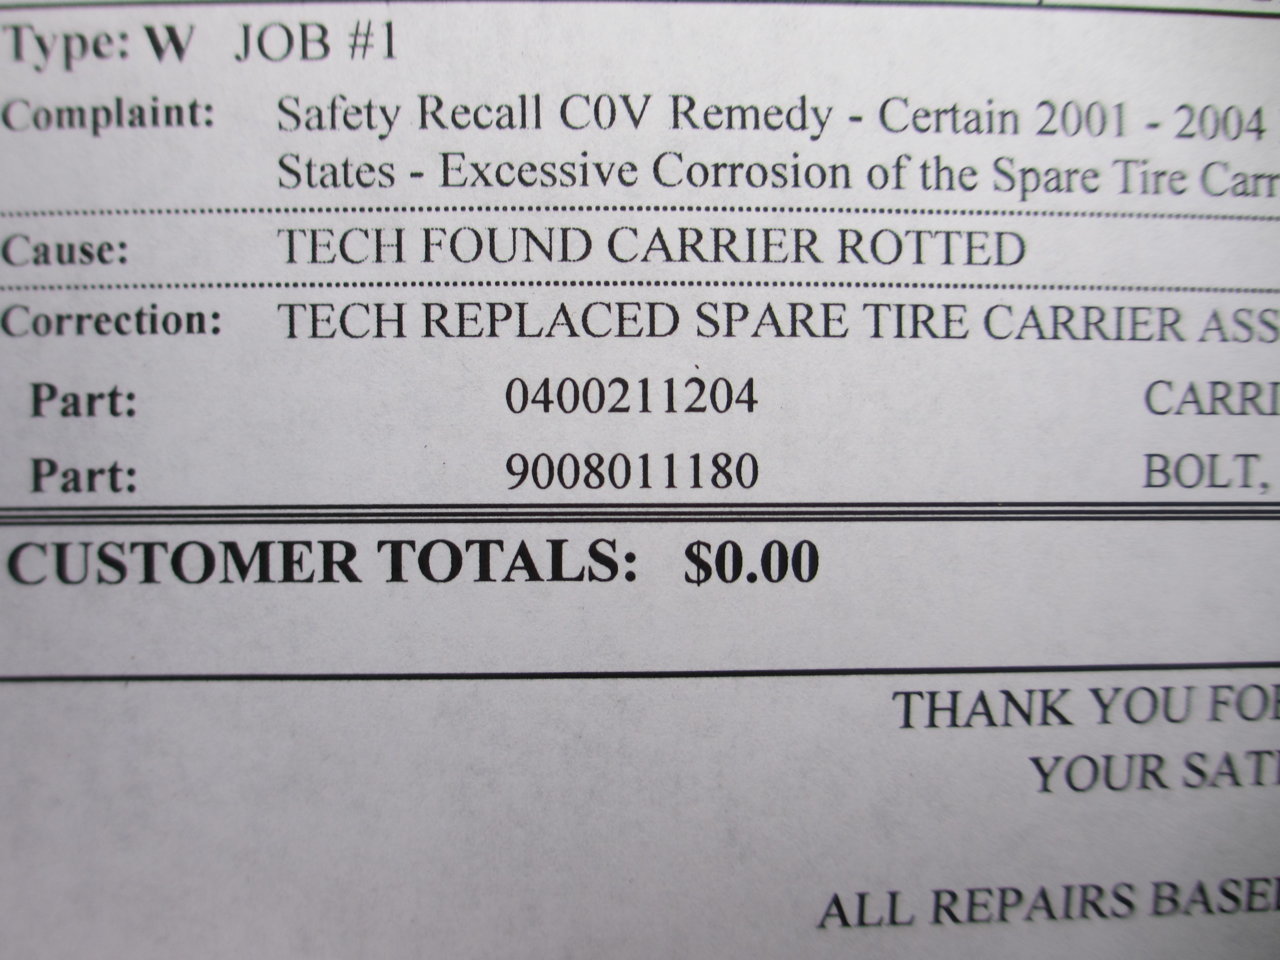 Type: W JOB #1
Complaint: Safety Recall C0V Remedy - Certain 2001 - 2004
States - Excessive Corrosion of the Spare Tire Carr
Cause: TECH FOUND CARRIER ROTTED
Correction: TECH REPLACED SPARE TIRE CARRIER ASS
Part: 0400211204 CARRI
Part: 9008011180 BOLT,
CUSTOMER TOTALS: $0.00
THANK YOU FOR
YOUR SATI
ALL REPAIRS BASE